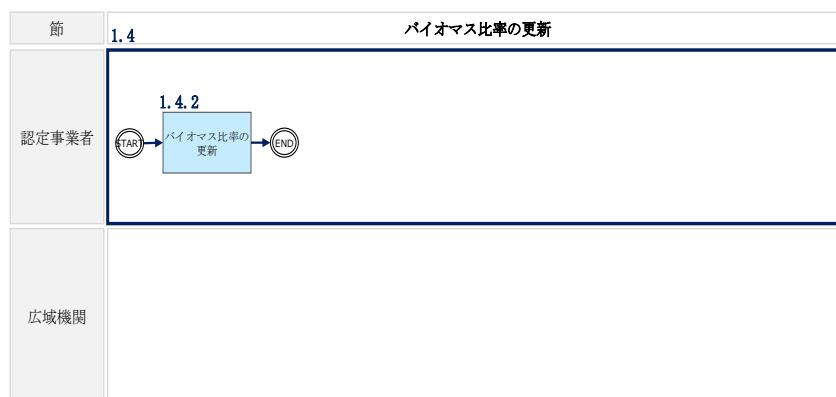 節
1.4
バイオマス比率の更新
認定事業者
1.4.2
START
バイオマス比率の
更新
END
広域機関